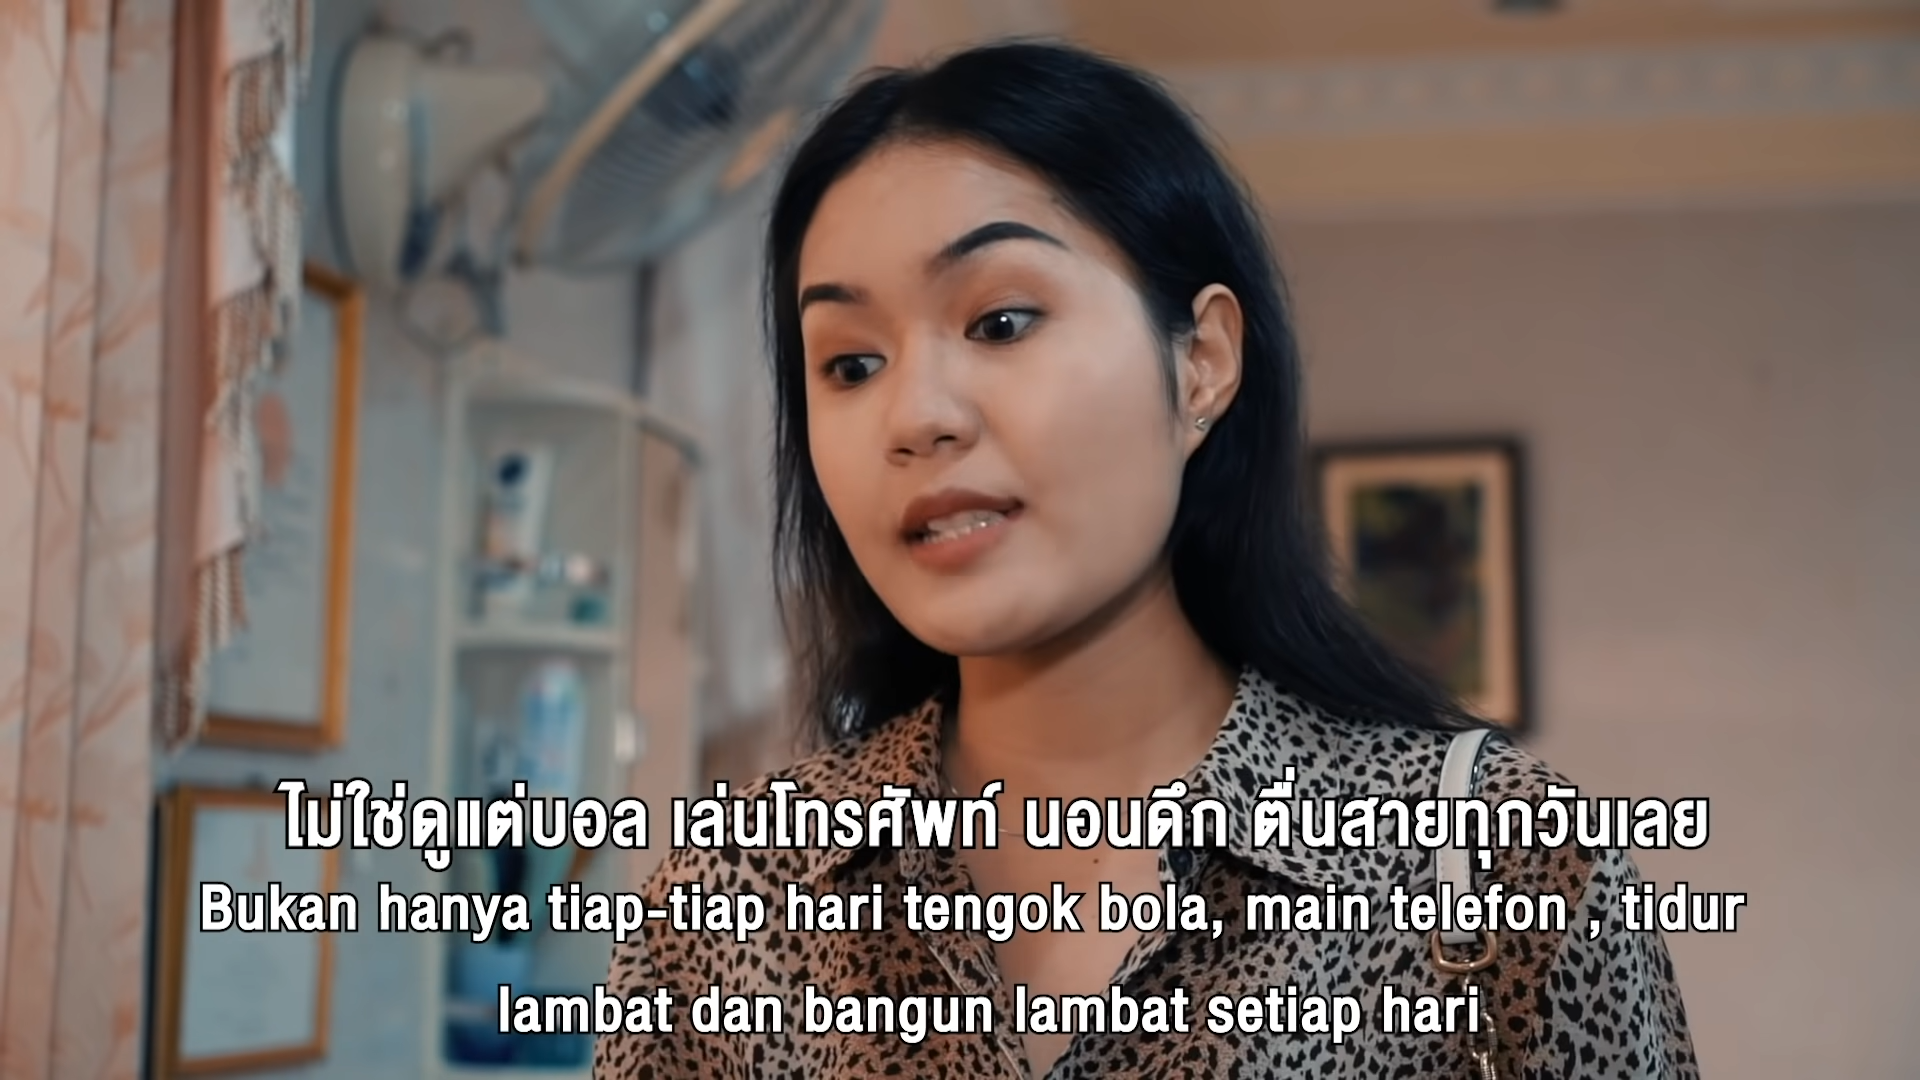 ไม่ใช่ดูแต่บอล เล่นโทรศัพท์ นอนดึก ตื่นสายทุกวันเลย
Bukan hanya tiap-tiap hari tengok bola, main telefon , tidur
lambat dan bangun lambat setiap hari